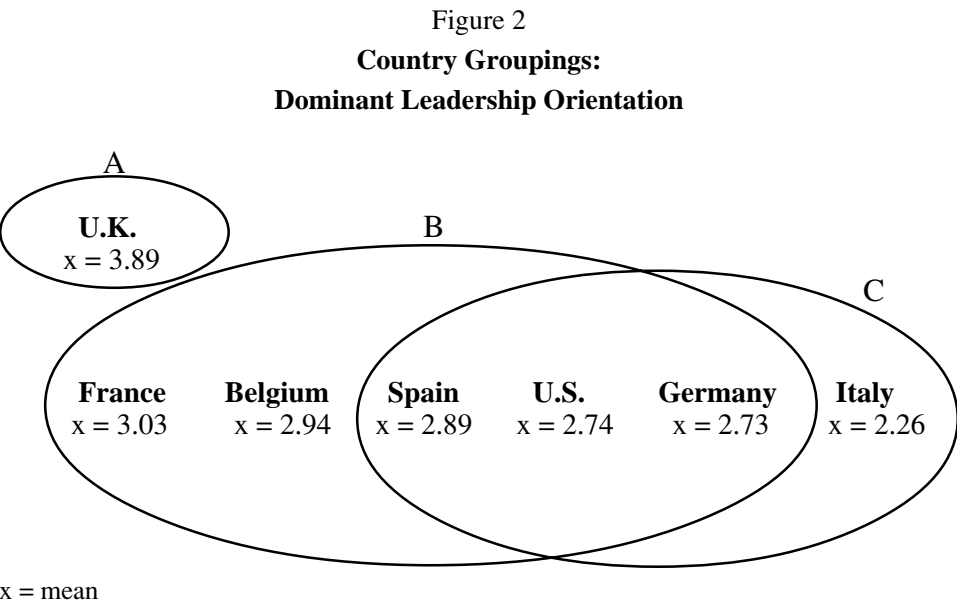 Figure 2
Country Groupings:
Dominant Leadership Orientation
A
U.K.
x = 3.89
B
C
France Belgium Spain U.S. Germany Italy
x = 3.03 x = 2.94 x = 2.89 x = 2.74 x = 2.73 x = 2.26
x = mean